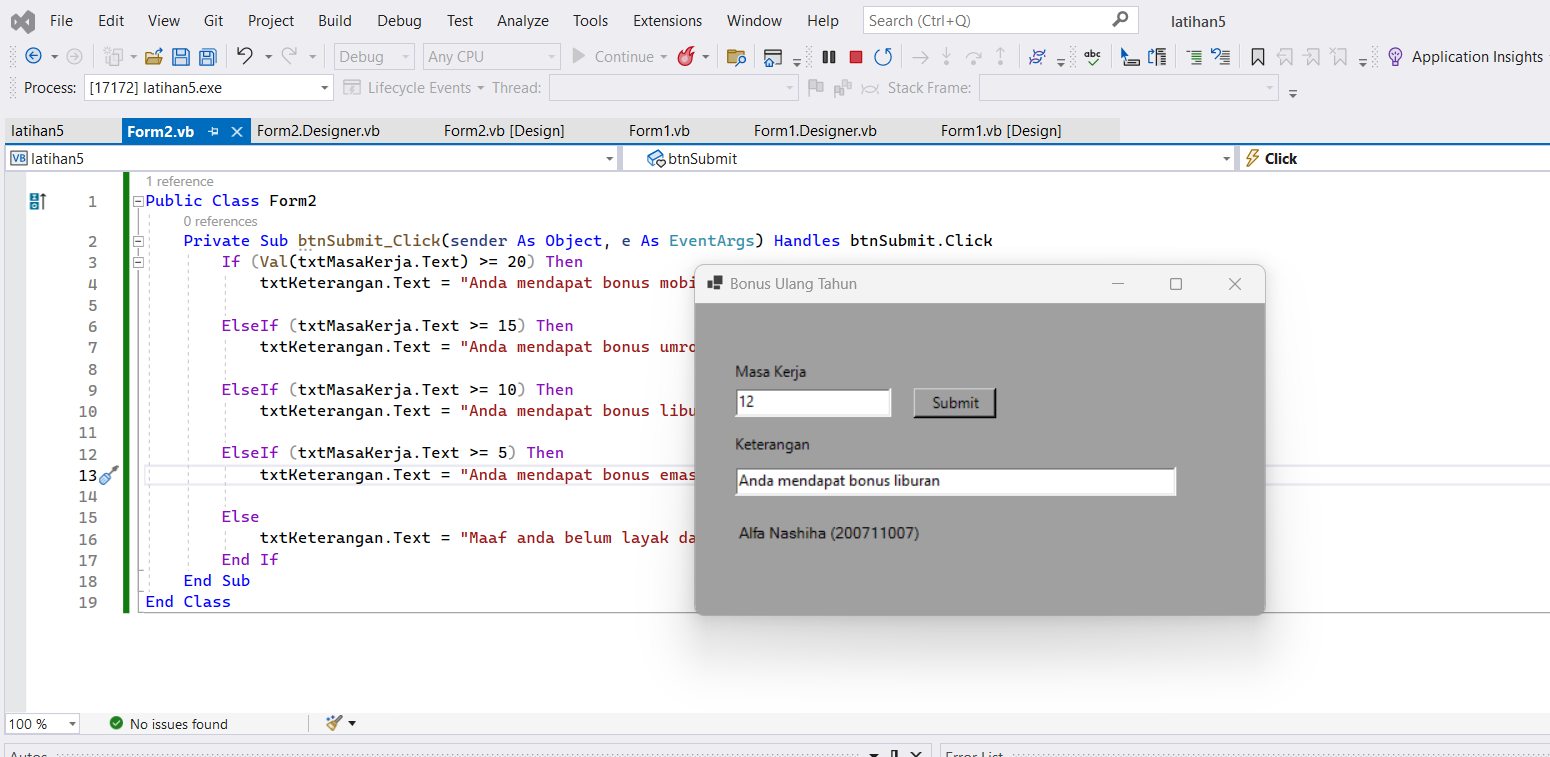 File Edit View Git Project Build Debug Test Analyze Tools Extensions Window Help Search (Ctrl+Q) latihan5
Debug Any CPU Continue abc Application Insights
Process: [17172] latihan5.exe Lifecycle Events Thread: Stack Frame:
latihan5 Form2.vb Form2.Designer.vb Form2.vb [Design] Form1.vb Form1.Designer.vb Form1.vb [Design]
VB latihan5 btnSubmit Click
1 reference
1 Public Class Form2
0 references
2 Private Sub btnSubmit_Click(sender As Object, e As EventArgs) Handles btnSubmit.Click
3 If (Val(txtMasaKerja.Text) >= 20) Then
4 txtKeterangan.Text = "Anda mendapat bonus mobi
5
6 ElseIf (txtMasaKerja.Text >= 15) Then
7 txtKeterangan.Text = "Anda mendapat bonus umro
8
9 ElseIf (txtMasaKerja.Text >= 10) Then
10 txtKeterangan.Text = "Anda mendapat bonus libu
11
12 ElseIf (txtMasaKerja.Text >= 5) Then
13 txtKeterangan.Text = "Anda mendapat bonus emas
14
15 Else
16 txtKeterangan.Text = "Maaf anda belum layak da
17 End If
18 End Sub
19 End Class
Bonus Ulang Tahun
Masa Kerja
12 Submit
Keterangan
Anda mendapat bonus liburan
Alfa Nashiha (200711007)
100 % No issues found
Autos Error List